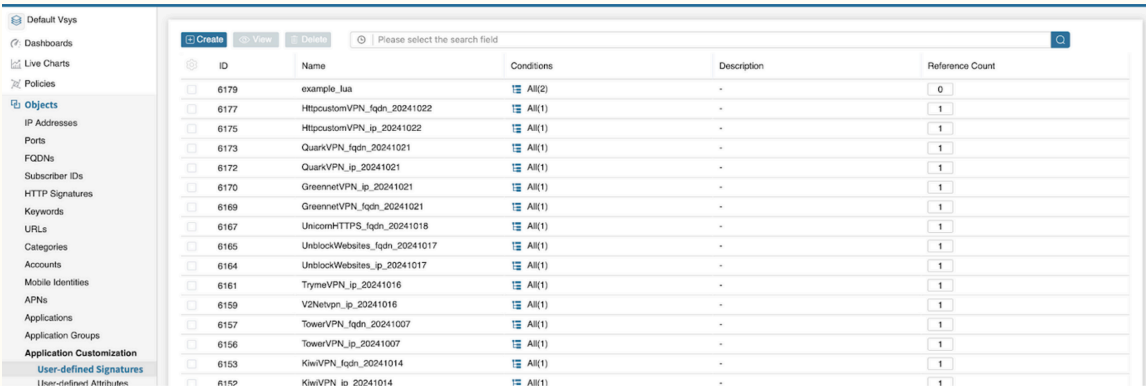 Default Vsys
Dashboards
Live Charts
Policies
Objects
IP Addresses
Ports
FQDNs
Subscriber IDs
HTTP Signatures
Keywords
URLs
Categories
Accounts
Mobile Identities
APNs
Applications
Application Groups
Application Customization
User-defined Signatures
User-defined Attributes
Create View Delete Please select the search field
ID Name Conditions Description Reference Count
6179 example_lua All(2) - 0
6177 HttpcustomVPN_fqdn_20241022 All(1) - 1
6175 HttpcustomVPN_ip_20241022 All(1) - 1
6173 QuarkVPN_fqdn_20241021 All(1) - 1
6172 QuarkVPN_ip_20241021 All(1) - 1
6170 GreennetVPN_ip_20241021 All(1) - 1
6169 GreennetVPN_fqdn_20241021 All(1) - 1
6167 UnicornHTTPS_fqdn_20241018 All(1) - 1
6165 UnblockWebsites_fqdn_20241017 All(1) - 1
6164 UnblockWebsites_ip_20241017 All(1) - 1
6161 TrymeVPN_ip_20241016 All(1) - 1
6159 V2Netvpn_ip_20241016 All(1) - 1
6157 TowerVPN_fqdn_20241007 All(1) - 1
6156 TowerVPN_ip_20241007 All(1) - 1
6153 KiwiVPN_fqdn_20241014 All(1) - 1
6152 KiwiVPN_ip_20241014 All(1) - 1